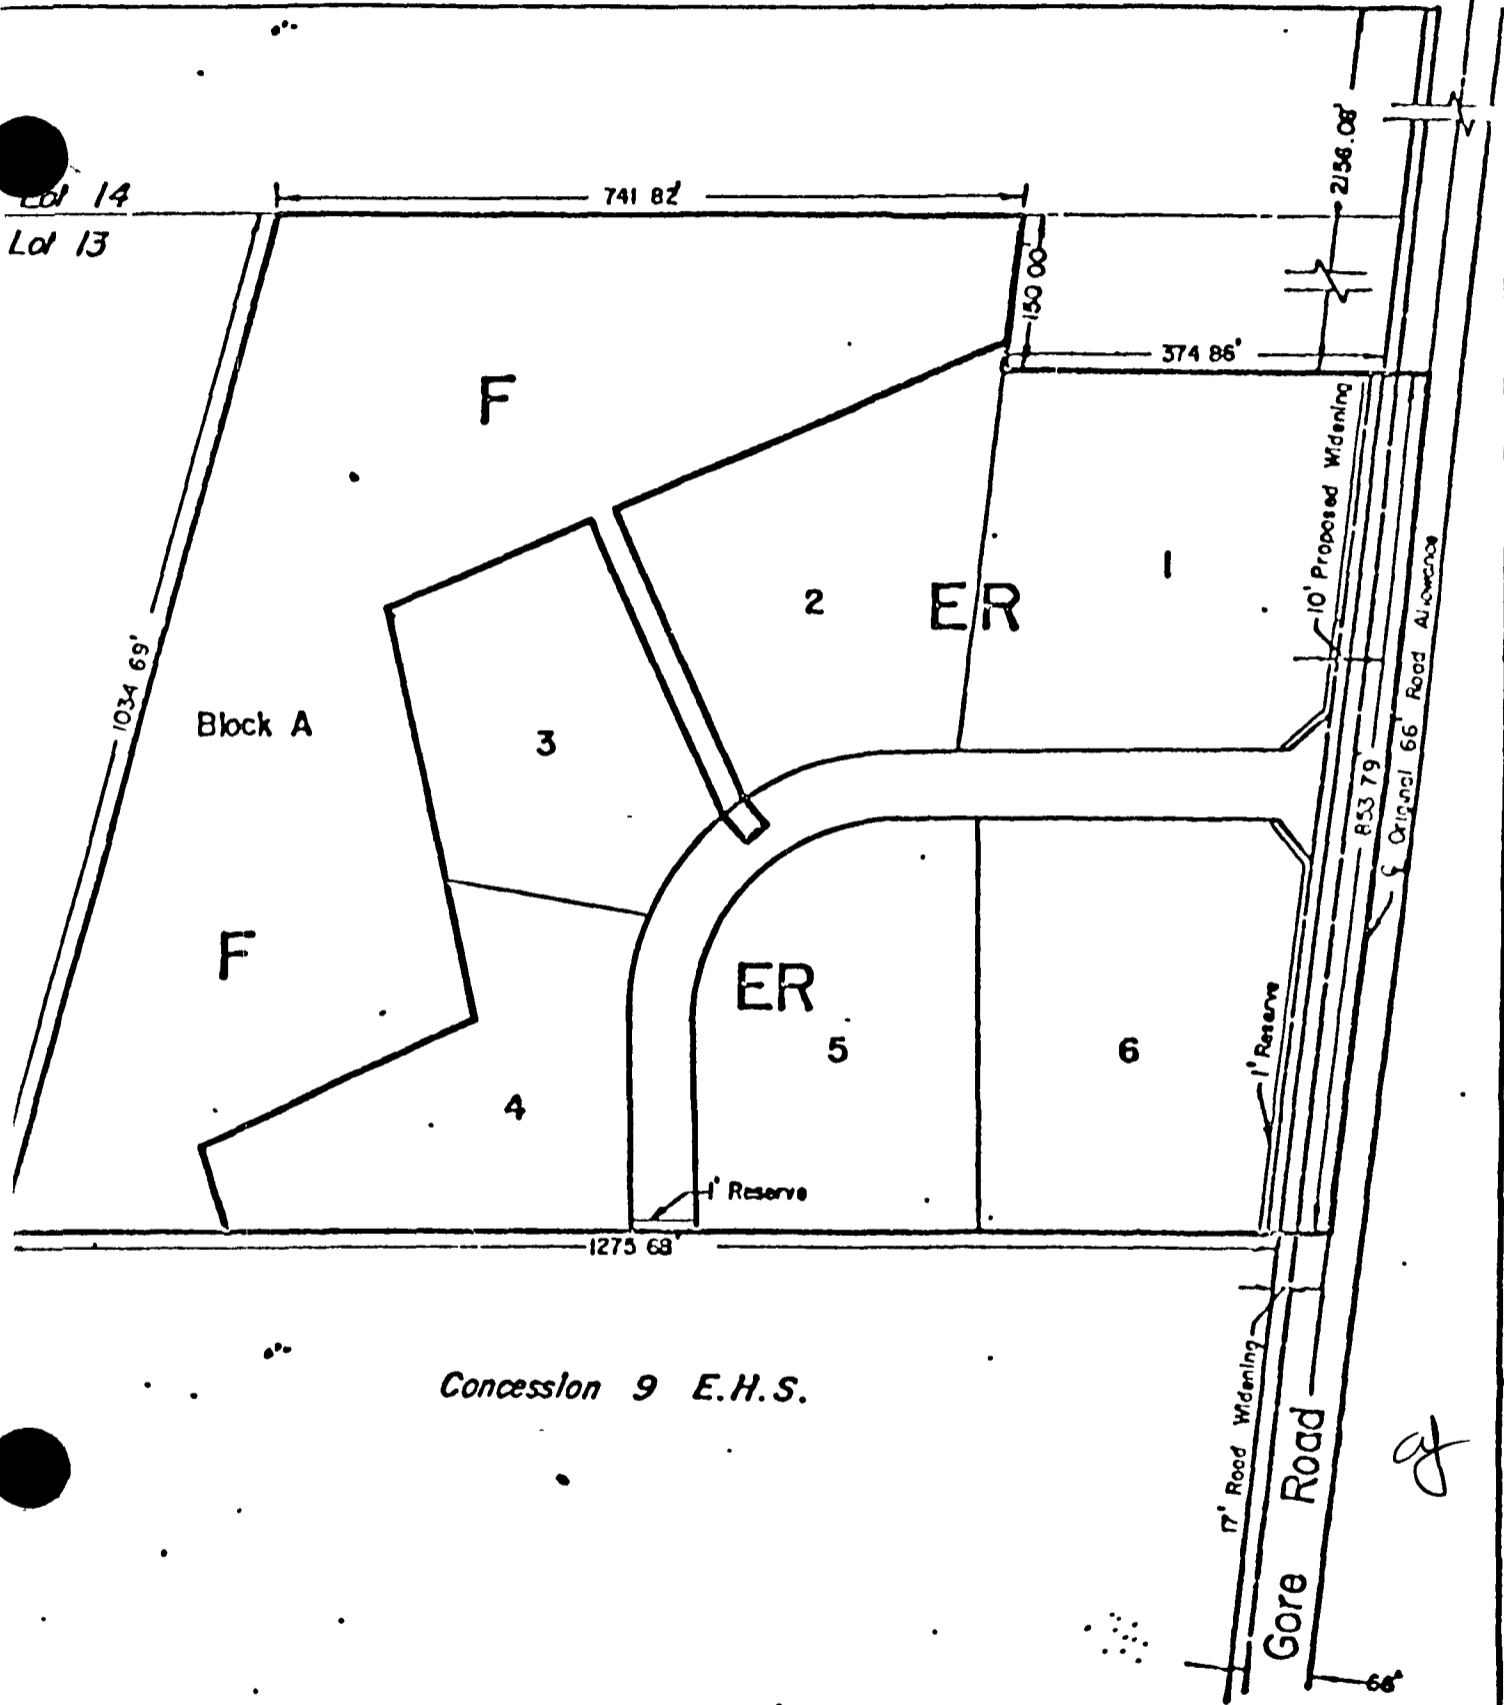 Lot 14
Lot 13
741 82'
150 00'
2156.08'
374 86'
F
10' Proposed Widening
1
2
ER
Original 66' Road Allowance
1034 69'
Block A
3
853 79'
F
ER
5
6
1' Reserve
4
1' Reserve
1275 68'
Concession 9 E.H.S.
17' Road Widening
Gore Road
66'